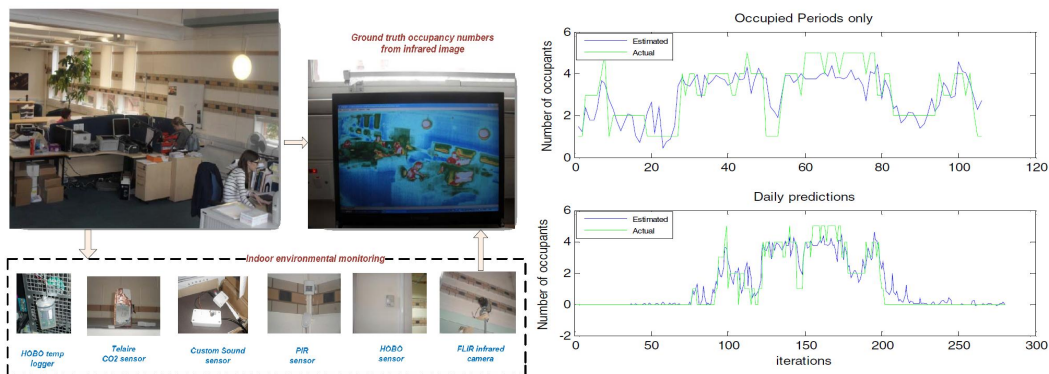 Ground truth occupancy numbers
from infrared image
Indoor environmental monitoring
HOBO temp
logger
Telaire
CO2 sensor
Custom Sound
sensor
PIR
sensor
HOBO
sensor
FLIR infrared
camera
Occupied Periods only
Estimated
Actual
Number of occupants
6
4
2
0
0
20
40
40
60
80
100
120
Daily predictions
Estimated
Actual
Number of occupants
6
4
2
0
-2
0
50
100
150
200
250
300
iterations